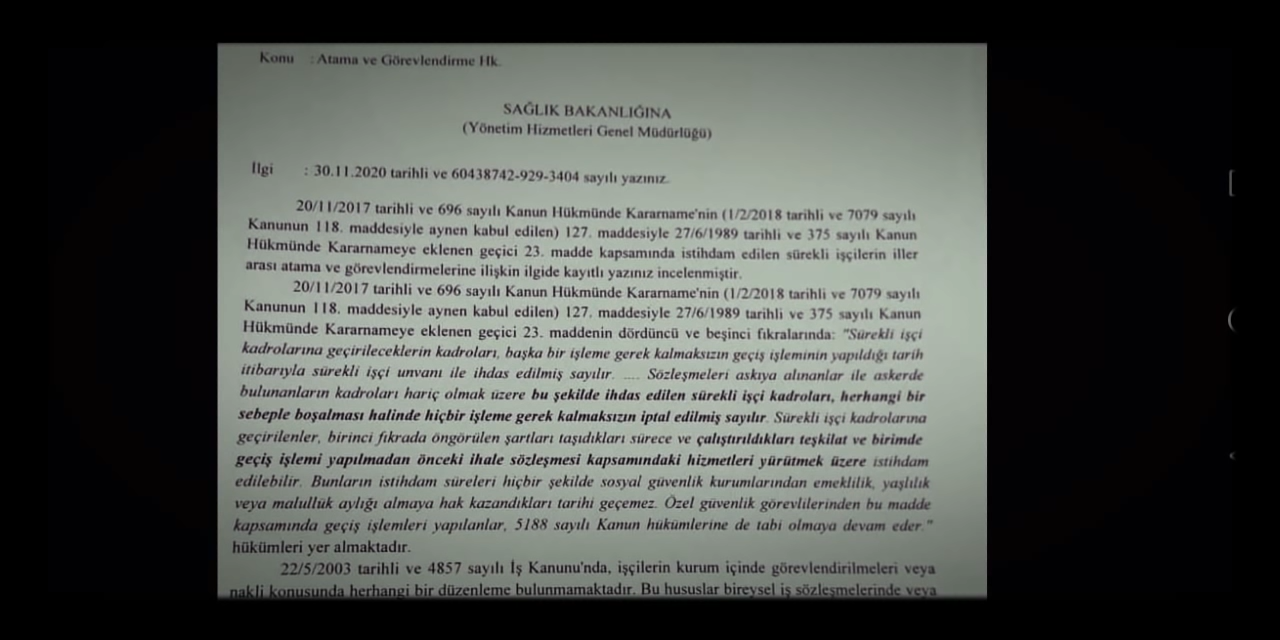 Konu : Atama ve Görevlendirme Hk.
SAĞLIK BAKANLIĞINA
(Yönetim Hizmetleri Genel Müdürlüğü)
İlgi : 30.11.2020 tarihli ve 60438742-929-3404 sayılı yazınız.
20/11/2017 tarihli ve 696 sayılı Kanun Hükmünde Kararname'nin (1/2/2018 tarihli ve 7079 sayılı
Kanunun 118. maddesiyle aynen kabul edilen) 127. maddesiyle 27/6/1989 tarihli ve 375 sayılı Kanun
Hükmünde Kararnameye eklenen geçici 23. madde kapsamında istihdam edilen sürekli işçilerin iller
arası atama ve görevlendirmelerine ilişkin ilgide kayıtlı yazınız incelenmiştir.
20/11/2017 tarihli ve 696 sayılı Kanun Hükmünde Kararname'nin (1/2/2018 tarihli ve 7079 sayılı
Kanunun 118. maddesiyle aynen kabul edilen) 127. maddesiyle 27/6/1989 tarihli ve 375 sayılı Kanun
Hükmünde Kararnameye eklenen geçici 23. maddenin dördüncü ve beşinci fıkralarında: "Sürekli işçi
kadrolarına geçirileceklerin kadroları, başka bir işleme gerek kalmaksızın geçiş işleminin yapıldığı tarih
itibarıyla sürekli işçi unvanı ile ihdas edilmiş sayılır. .... Sözleşmeleri askıya alınanlar ile askerde
bulunanların kadroları hariç olmak üzere bu şekilde ihdas edilen sürekli işçi kadroları, herhangi bir
sebeple boşalması halinde hiçbir işleme gerek kalmaksızın iptal edilmiş sayılır. Sürekli işçi kadrolarına
geçirilenler, birinci fıkrada öngörülen şartları taşıdıkları sürece ve çalıştırıldıkları teşkilat ve birimde
geçiş işlemi yapılmadan önceki ihale sözleşmesi kapsamındaki hizmetleri yürütmek üzere istihdam
edilebilir. Bunların istihdam süreleri hiçbir şekilde sosyal güvenlik kurumlarından emeklilik, yaşlılık
veya malullük aylığı almaya hak kazandıkları tarihi geçemez. Özel güvenlik görevlilerinden bu madde
kapsamında geçiş işlemleri yapılanlar, 5188 sayılı Kanun hükümlerine de tabi olmaya devam eder."
hükümleri yer almaktadır.
22/5/2003 tarihli ve 4857 sayılı İş Kanunu'nda, işçilerin kurum içinde görevlendirilmeleri veya
nakli konusunda herhangi bir düzenleme bulunmamaktadır. Bu hususlar bireysel iş sözleşmelerinde veya